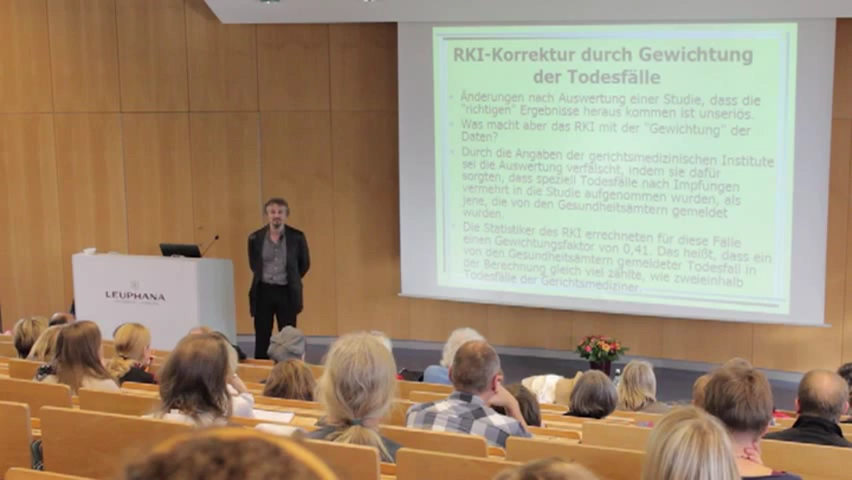 RKI-Korrektur durch Gewichtung
der Todesfälle
Änderungen nach Auswertung einer Studie, dass die
"richtigen" Ergebnisse heraus kommen ist unseriös.
Was macht aber das RKI mit der "Gewichtung" der
Daten?
Durch die Angaben der gerichtsmedizinischen Institute
sei die Auswertung verfälscht, indem sie dafür
sorgten, dass speziell Todesfälle nach Impfungen
vermehrt in die Studie aufgenommen wurden, als
jene, die von den Gesundheitsämtern gemeldet
wurden.
Die Statistiker des RKI errechneten für diese Fälle
einen Gewichtungsfaktor von 0,41. Das heißt, dass ein
von den Gesundheitsämtern gemeldeter Todesfall in
der Berechnung gleich viel zählte, wie zweieinhalb
Todesfälle der Gerichtsmediziner.
LEUPHANA